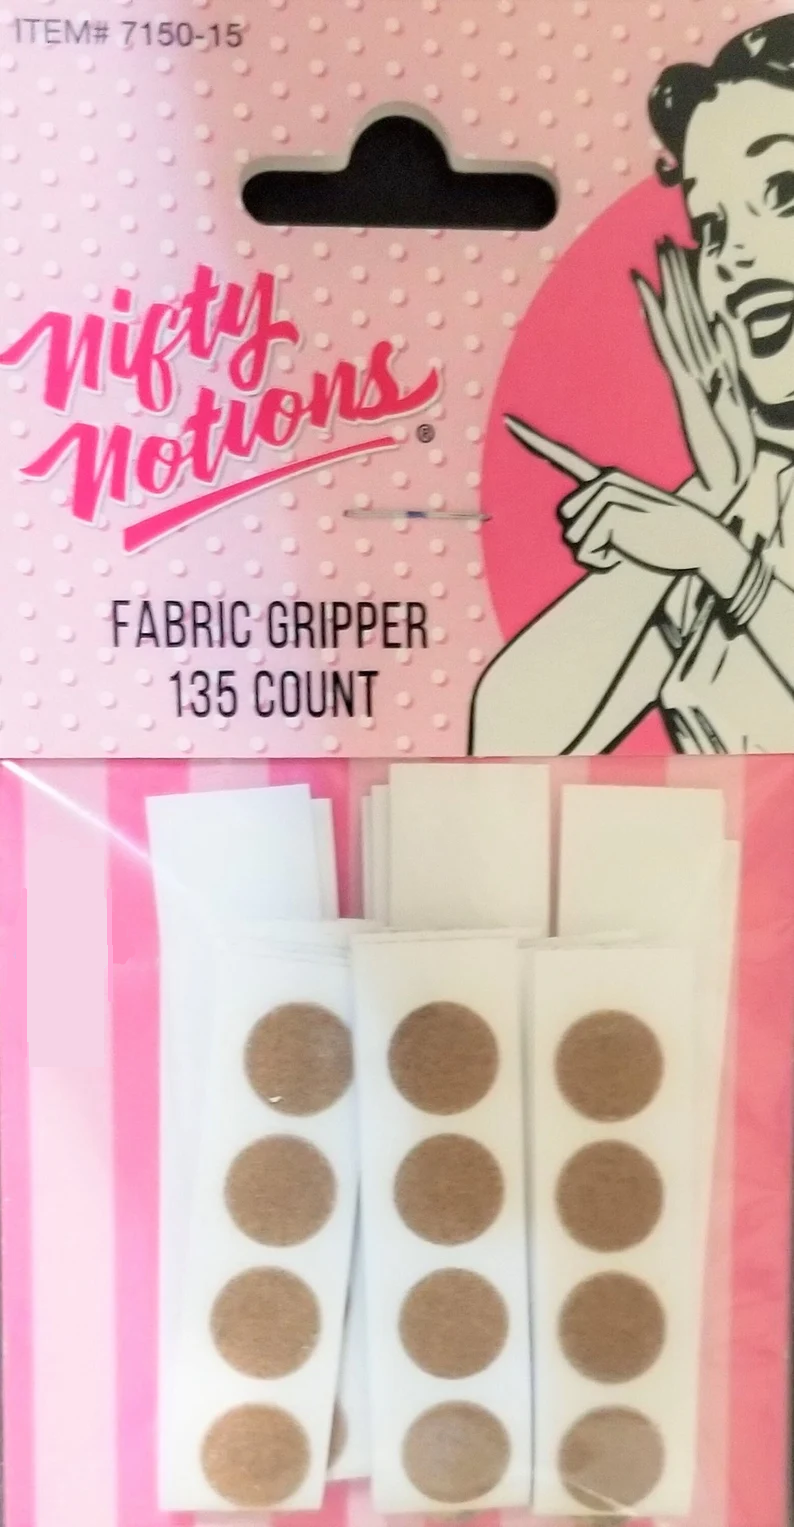 ITEM# 7150-15
Nifty
Notions®
FABRIC GRIPPER
135 COUNT